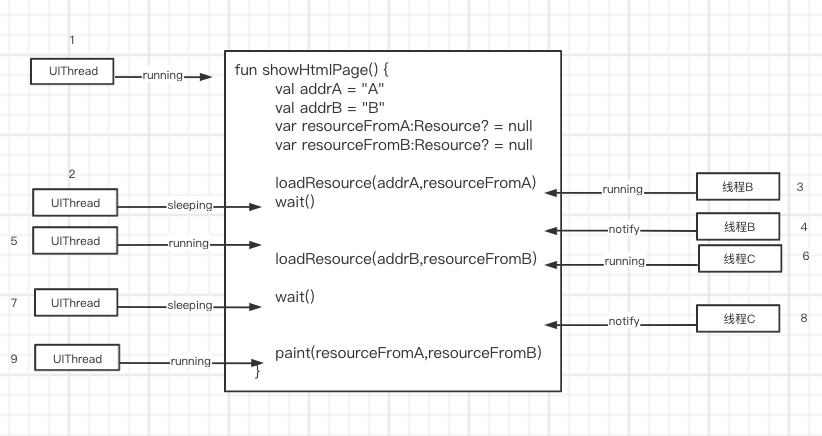 1
UIThread
running
fun showHtmlPage() {
val addrA = "A"
val addrB = "B"
var resourceFromA:Resource? = null
var resourceFromB:Resource? = null
2
UIThread
sleeping
loadResource(addrA,resourceFromA)
wait()
running
线程B
3
5
UIThread
running
notify
线程B
4
loadResource(addrB,resourceFromB)
running
线程C
6
7
UIThread
sleeping
wait()
notify
线程C
8
9
UIThread
running
paint(resourceFromA,resourceFromB)
}